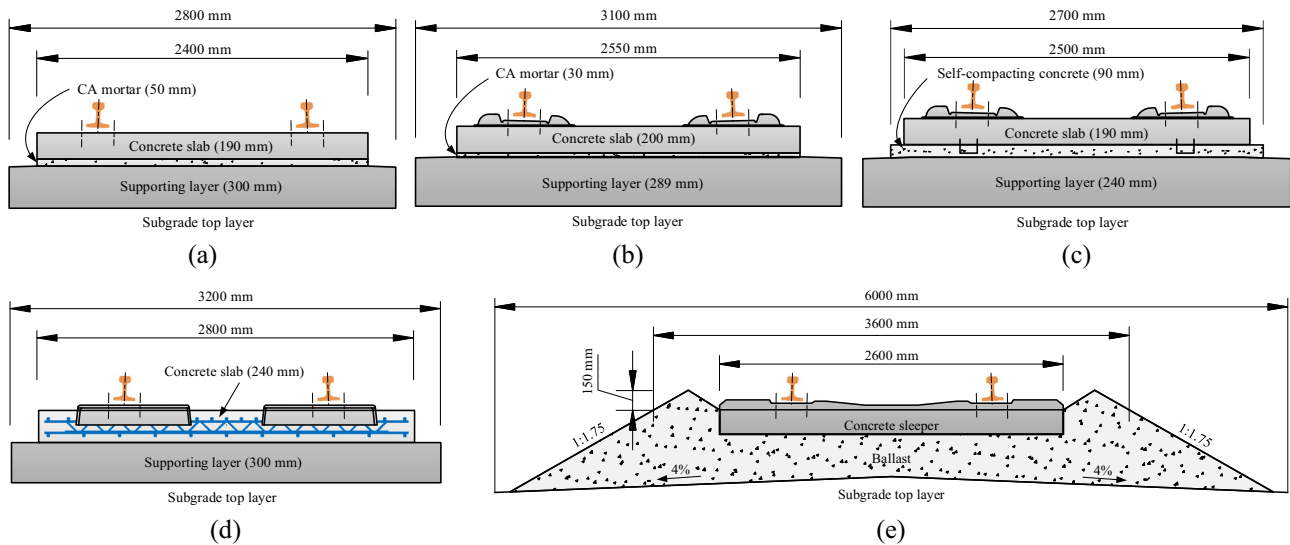 2800 mm
2400 mm
CA mortar (50 mm)
Concrete slab (190 mm)
Supporting layer (300 mm)
Subgrade top layer
(a)
3100 mm
2550 mm
CA mortar (30 mm)
Concrete slab (200 mm)
Supporting layer (289 mm)
Subgrade top layer
(b)
2700 mm
2500 mm
Self-compacting concrete (90 mm)
Concrete slab (190 mm)
Supporting layer (240 mm)
Subgrade top layer
(c)
3200 mm
2800 mm
Concrete slab (240 mm)
Supporting layer (300 mm)
Subgrade top layer
(d)
6000 mm
3600 mm
2600 mm
150 mm
1:1.75
Concrete sleeper
1:1.75
Ballast
4%
4%
Subgrade top layer
(e)